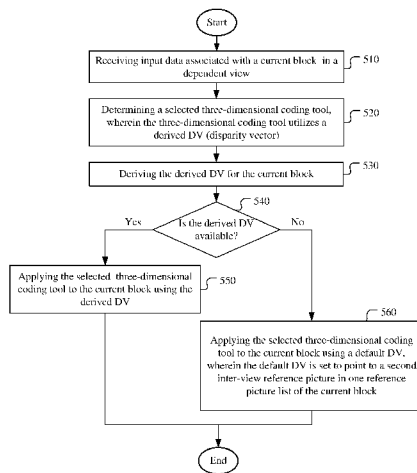 Start
Receiving input data associated with a current block in a
dependent view
510
Determining a selected three-dimensional coding tool,
wherein the three-dimensional coding tool utilizes a
derived DV (disparity vector)
520
Deriving the derived DV for the current block
530
540
Yes
Is the derived DV
available?
No
Applying the selected three-dimensional
coding tool to the current block using the
derived DV
550
560
Applying the selected three-dimensional coding
tool to the current block using a default DV,
wherein the default DV is set to point to a second
inter-view reference picture in one reference
picture list of the current block
End